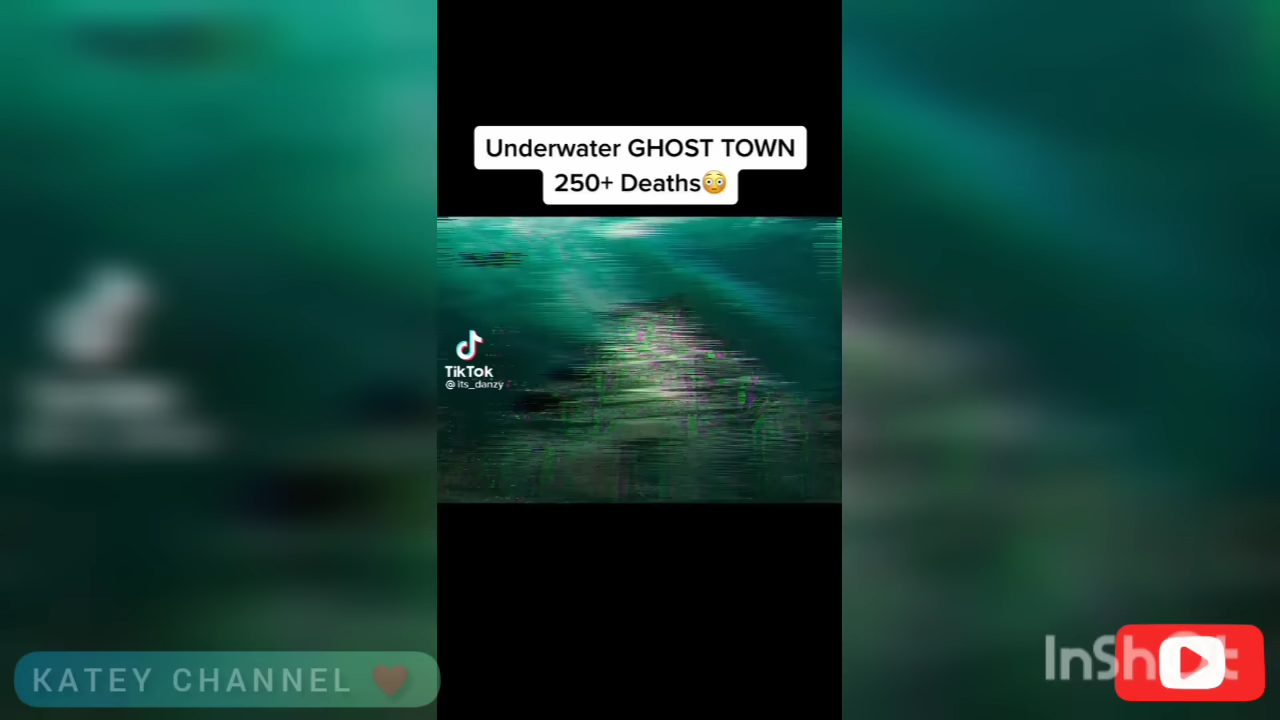 Underwater GHOST TOWN
250+ Deaths😳
TikTok
@its_danzy
KATEY CHANNEL ❤
InShot